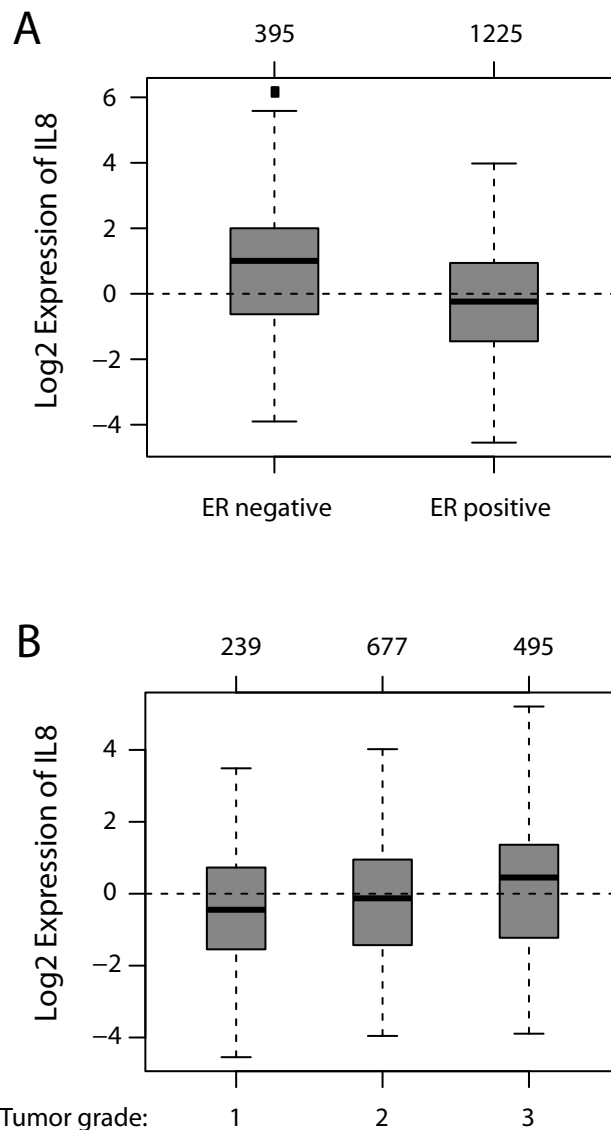 A
395 1225
Log2 Expression of IL8
6
4
2
0
−2
−4
ER negative ER positive
B
239 677 495
Log2 Expression of IL8
4
2
0
−2
−4
Tumor grade: 1 2 3